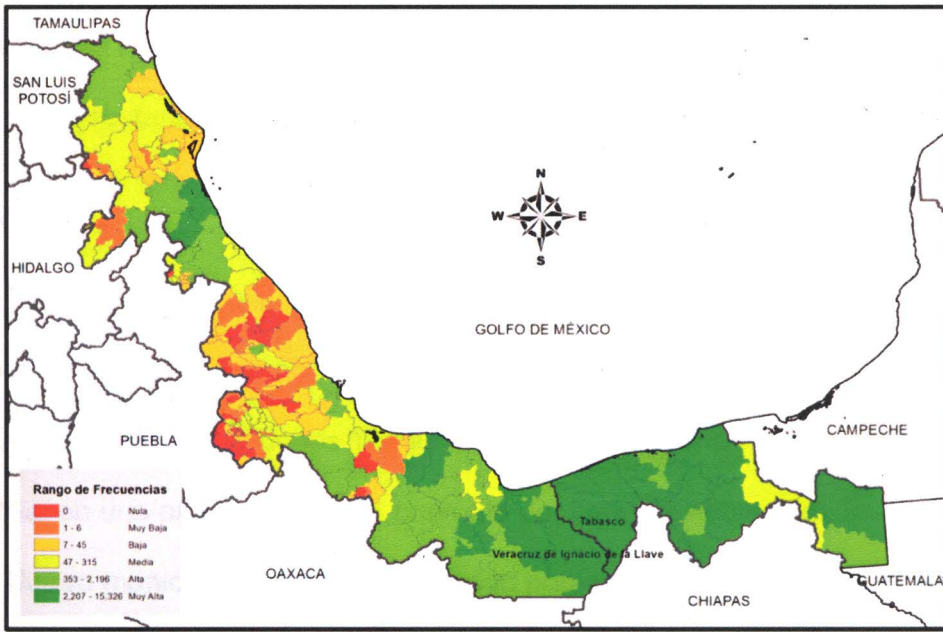 TAMAULIPAS
SAN LUIS
POTOSÍ
N
W E
S
HIDALGO
GOLFO DE MÉXICO
PUEBLA
CAMPECHE
Rango de Frecuencias
0 Nula
1 - 6 Muy Baja
7 - 45 Baja
47 - 315 Media
353 - 2,196 Alta
2,207 - 15,326 Muy Alta
Tabasco
Veracruz de Ignacio de la Llave
OAXACA
CHIAPAS
GUATEMALA